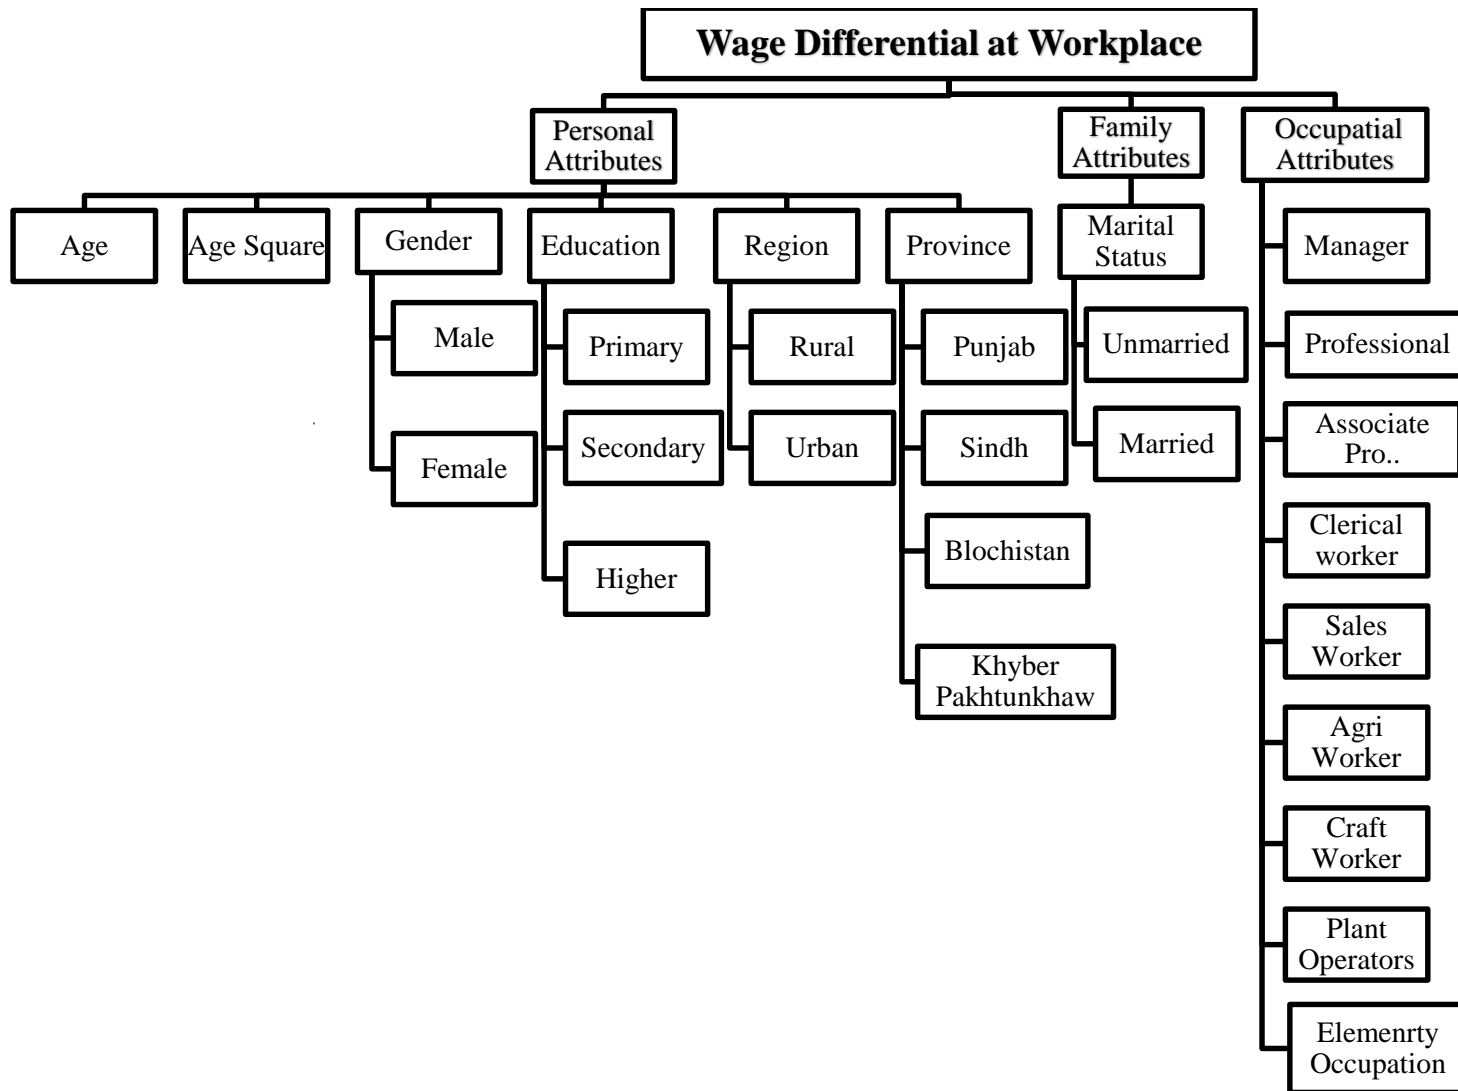 Wage Differential at Workplace
Personal
Attributes
Family
Attributes
Occupatial
Attributes
Age
Age Square
Gender
Education
Region
Province
Marital
Status
Manager
Male
Primary
Rural
Punjab
Unmarried
Professional
Female
Secondary
Urban
Sindh
Married
Associate
Pro..
Higher
Blochistan
Clerical
worker
Khyber
Pakhtunkhaw
Sales
Worker
Agri
Worker
Craft
Worker
Plant
Operators
Elemenrty
Occupation